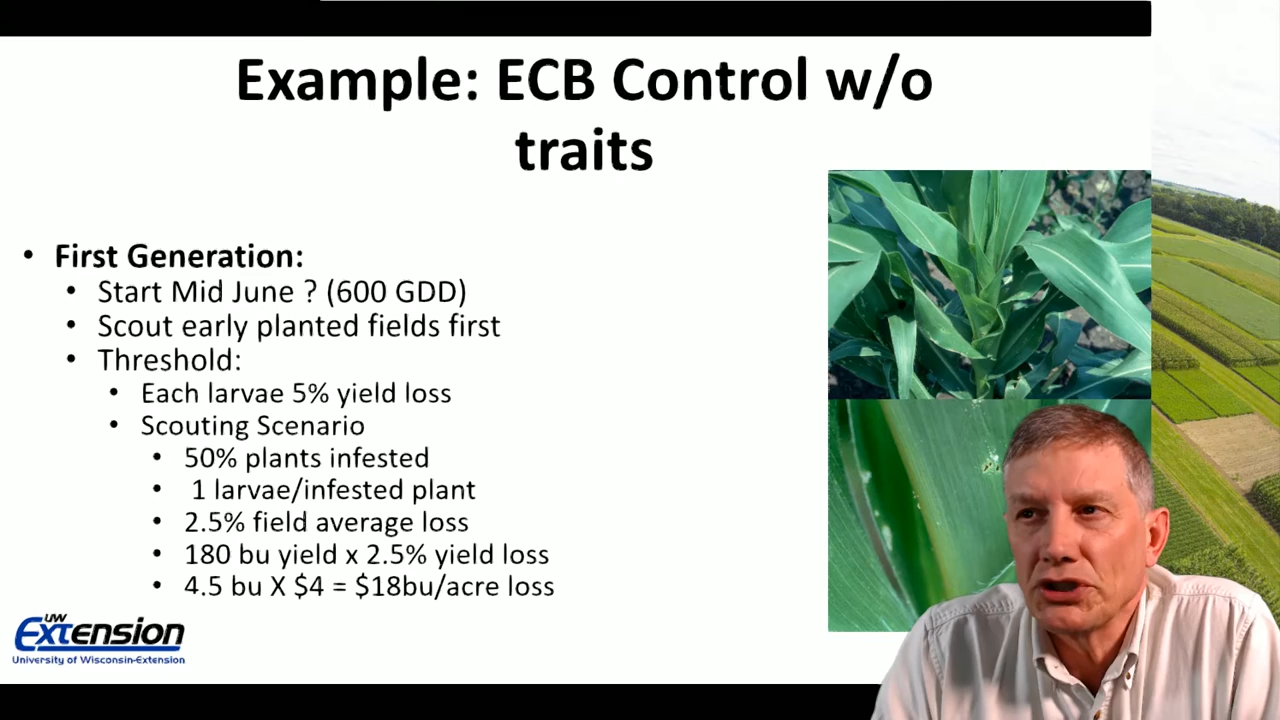 Example: ECB Control w/o
traits
• First Generation:
• Start Mid June ? (600 GDD)
• Scout early planted fields first
• Threshold:
• Each larvae 5% yield loss
• Scouting Scenario
• 50% plants infested
• 1 larvae/infested plant
• 2.5% field average loss
• 180 bu yield x 2.5% yield loss
• 4.5 bu X $4 = $18bu/acre loss
UW
Extension
University of Wisconsin-Extension